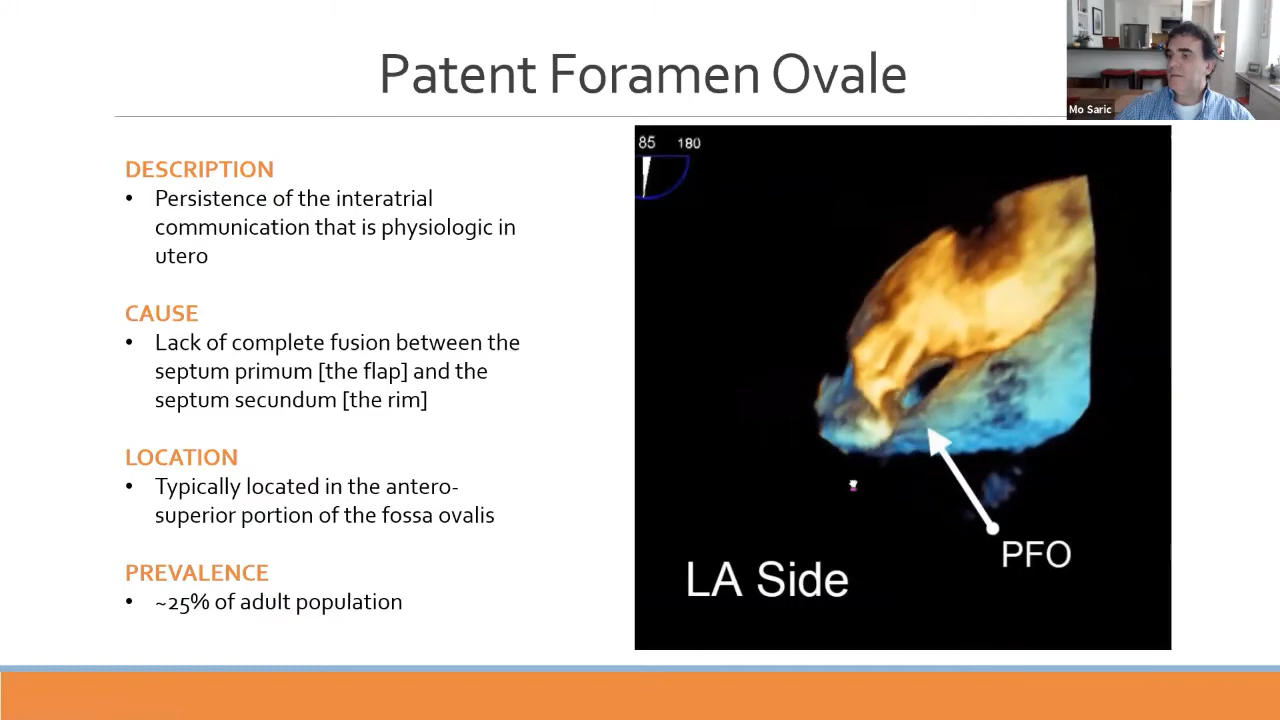 Patent Foramen Ovale
Mo Saric
DESCRIPTION
• Persistence of the interatrial
communication that is physiologic in
utero
CAUSE
• Lack of complete fusion between the
septum primum [the flap] and the
septum secundum [the rim]
LOCATION
• Typically located in the antero-
superior portion of the fossa ovalis
PREVALENCE
• ~25% of adult population
85 180
PFO
LA Side